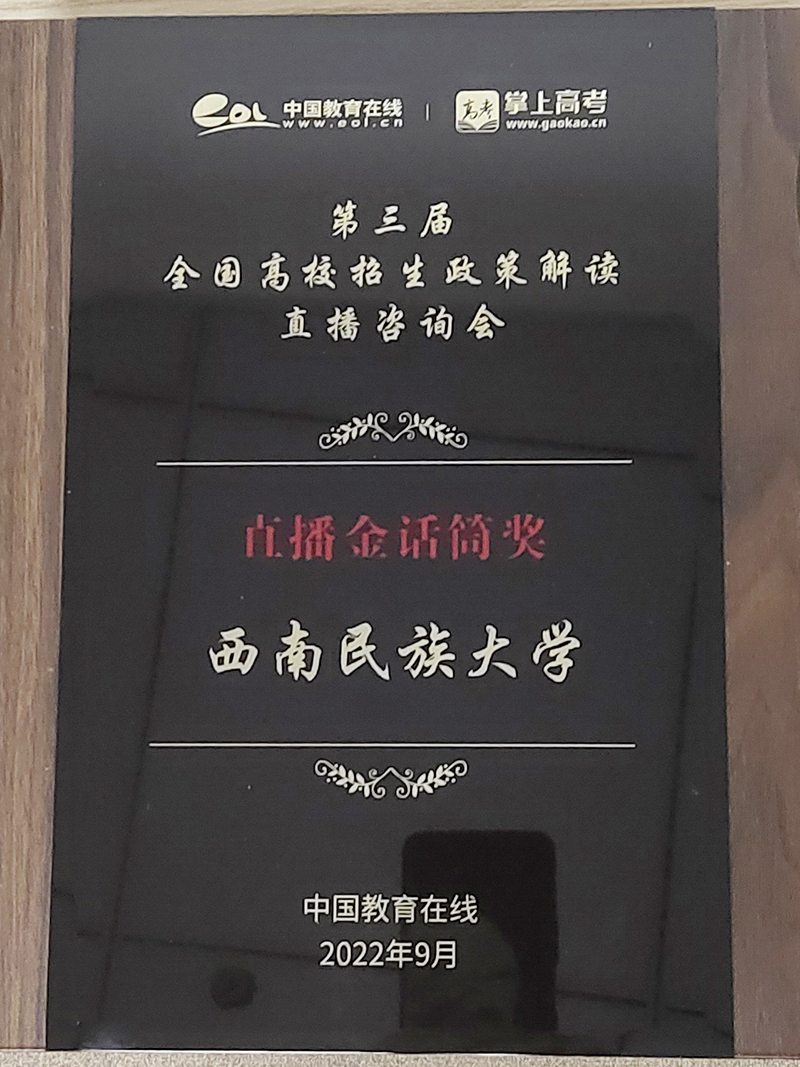 eol 中国教育在线 | 高考 掌上高考
www.eol.cn www.gaokao.cn
第三届
全国高校招生政策解读
直播咨询会
直播金话筒奖
西南民族大学
中国教育在线
2022年9月